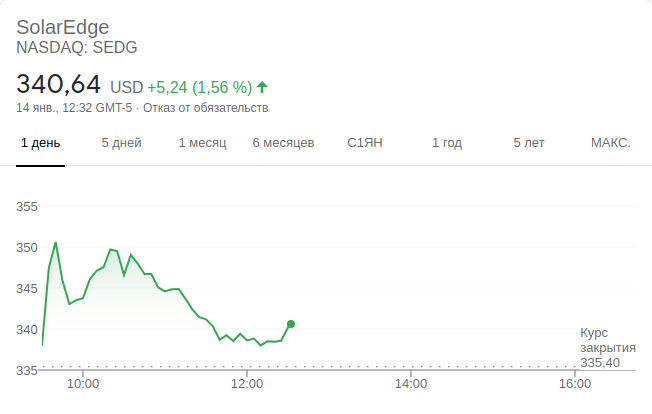 SolarEdge
NASDAQ: SEDG
340,64 USD +5,24 (1,56 %)
14 янв., 12:32 GMT-5 · Отказ от обязательств
1 день 5 дней 1 месяц 6 месяцев С1ЯН 1 год 5 лет МАКС.
355
350
345
340
335
Курс
закрытия
335,40
10:00 12:00 14:00 16:00